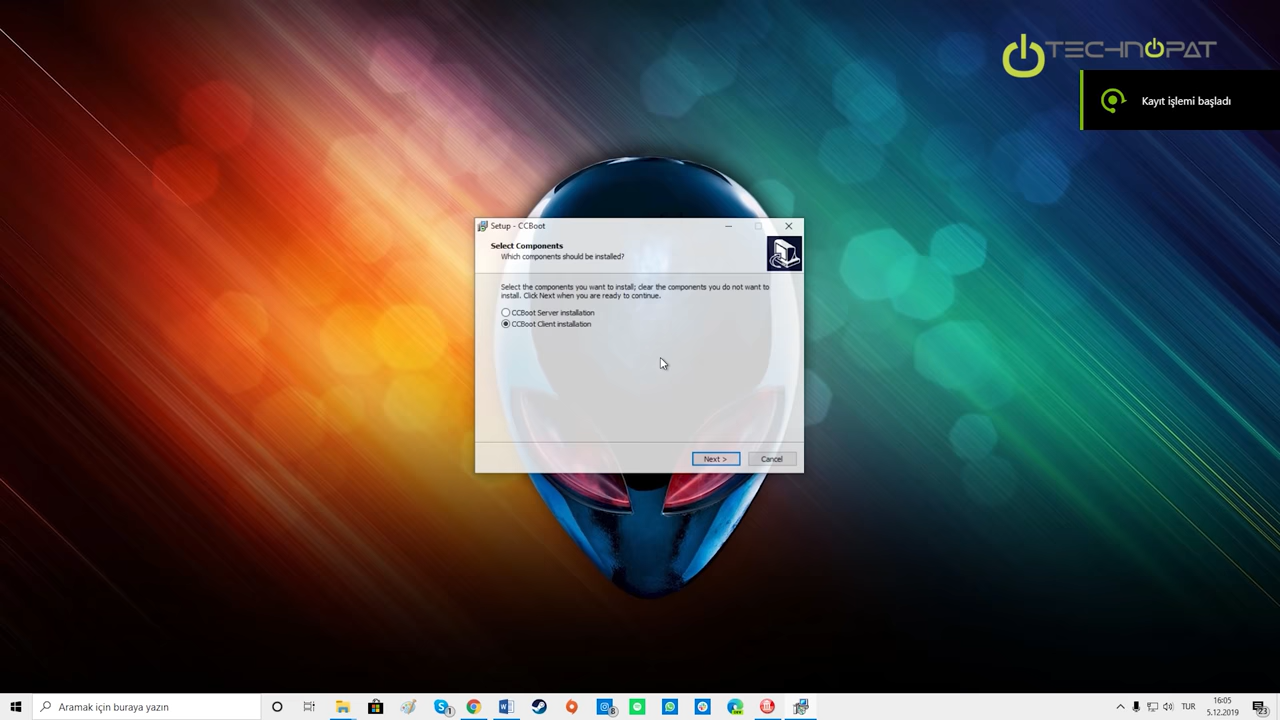 TECHNOPAT
Kayıt işlemi başladı
Setup - CCBoot
Select Components
Which components should be installed?
Select the components you want to install; clear the components you do not want to
install. Click Next when you are ready to continue.
CCBoot Server installation
CCBoot Client installation
Next >
Cancel
Aramak için buraya yazın
TUR
16:05
5.12.2019